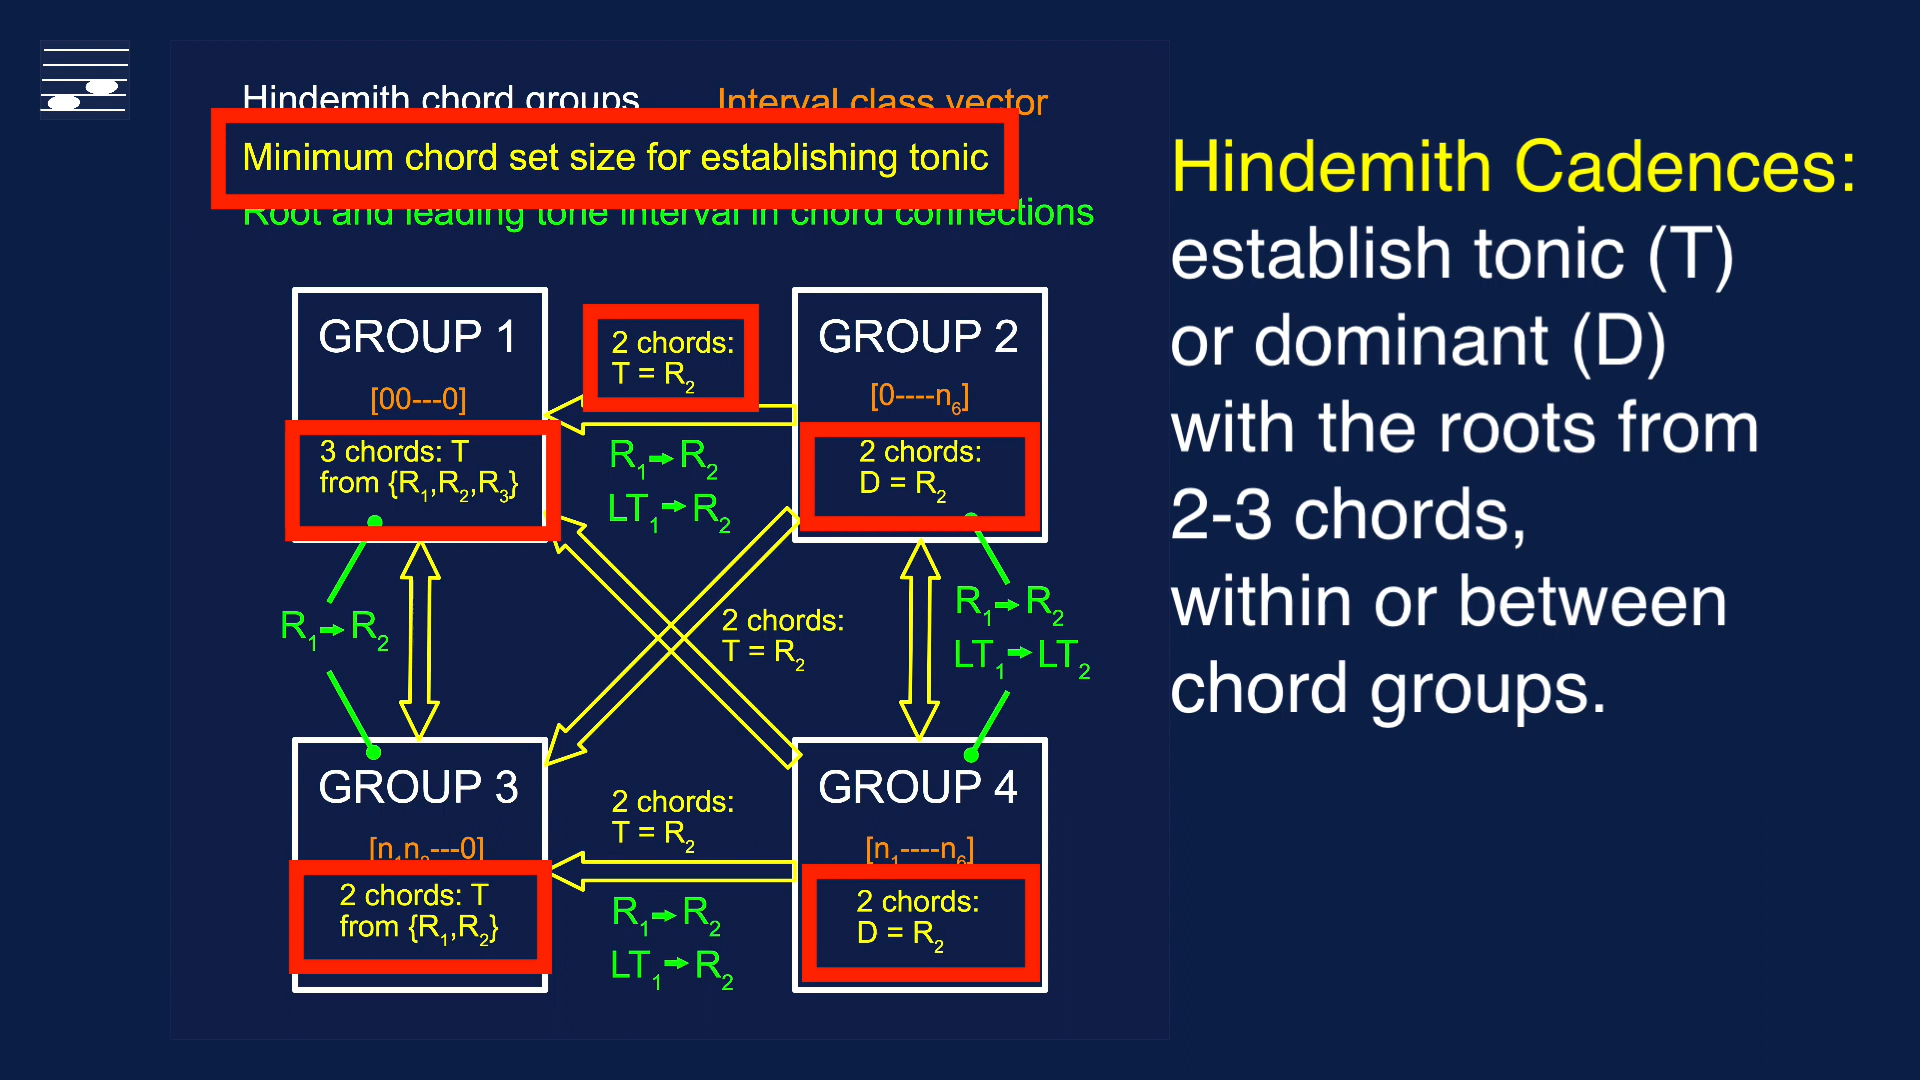 Hindemith chord groups
Interval class vector
Minimum chord set size for establishing tonic
Root and leading tone interval in chord connections
GROUP 1
[00---0]
3 chords: T
from {R₁,R₂,R₃}
2 chords:
T = R₂
R₁→R₂
LT₁→R₂
GROUP 2
[0----n₆]
2 chords:
D = R₂
R₁→R₂
2 chords:
T = R₂
R₁→R₂
LT₁→LT₂
GROUP 3
[n₁n₂---0]
2 chords: T
from {R₁,R₂}
2 chords:
T = R₂
R₁→R₂
LT₁→R₂
GROUP 4
[n₁----n₆]
2 chords:
D = R₂
Hindemith Cadences:
establish tonic (T)
or dominant (D)
with the roots from
2-3 chords,
within or between
chord groups.